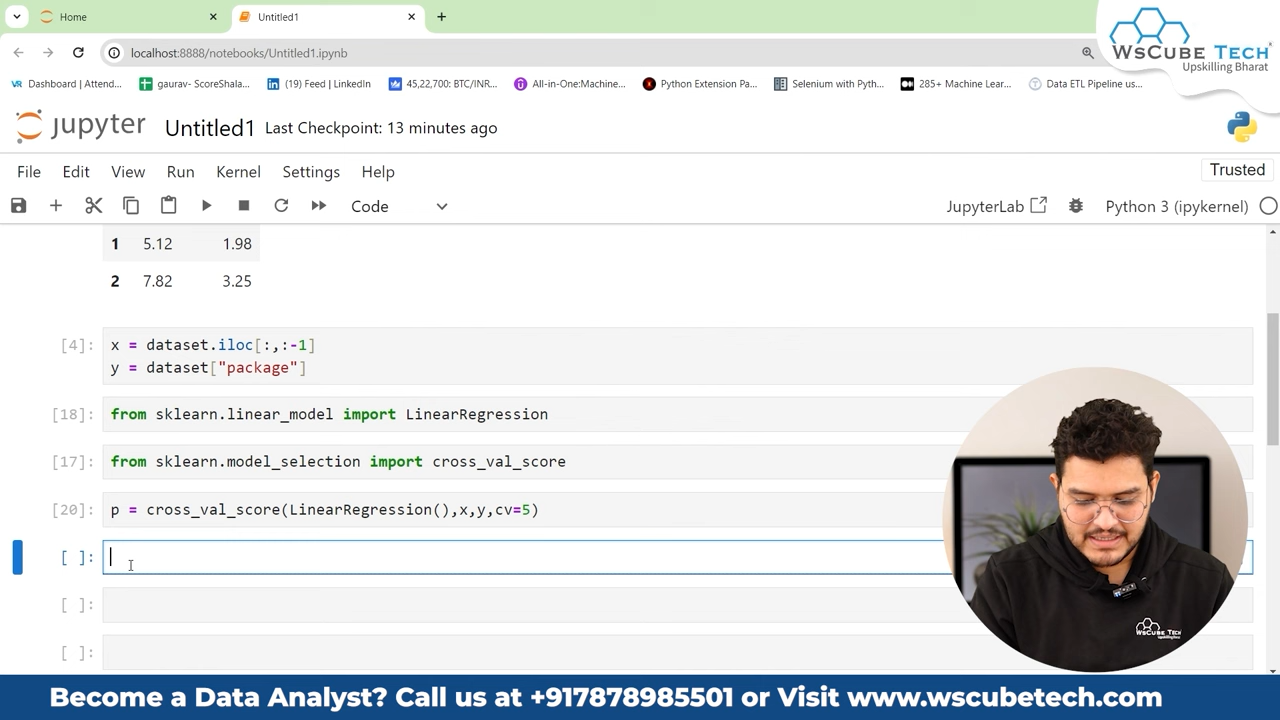 Home
Untitled1
localhost:8888/notebooks/Untitled1.ipynb
WsCube Tech
Upskilling Bharat
Dashboard | Attend...
gaurav- ScoreShala...
(19) Feed | LinkedIn
45,22,700: BTC/INR...
All-in-One:Machine...
Python Extension Pa...
Selenium with Pyth...
285+ Machine Lear...
Data ETL Pipeline us...
jupyter Untitled1 Last Checkpoint: 13 minutes ago
File Edit View Run Kernel Settings Help
Trusted
Code
JupyterLab
Python 3 (ipykernel)
1 5.12 1.98
2 7.82 3.25
[4]: x = dataset.iloc[:,:-1]
y = dataset["package"]
[18]: from sklearn.linear_model import LinearRegression
[17]: from sklearn.model_selection import cross_val_score
[20]: p = cross_val_score(LinearRegression(),x,y,cv=5)
[ ]:
[ ]:
[ ]:
WsCube Tech
Become a Data Analyst? Call us at +917878985501 or Visit www.wscubetech.com